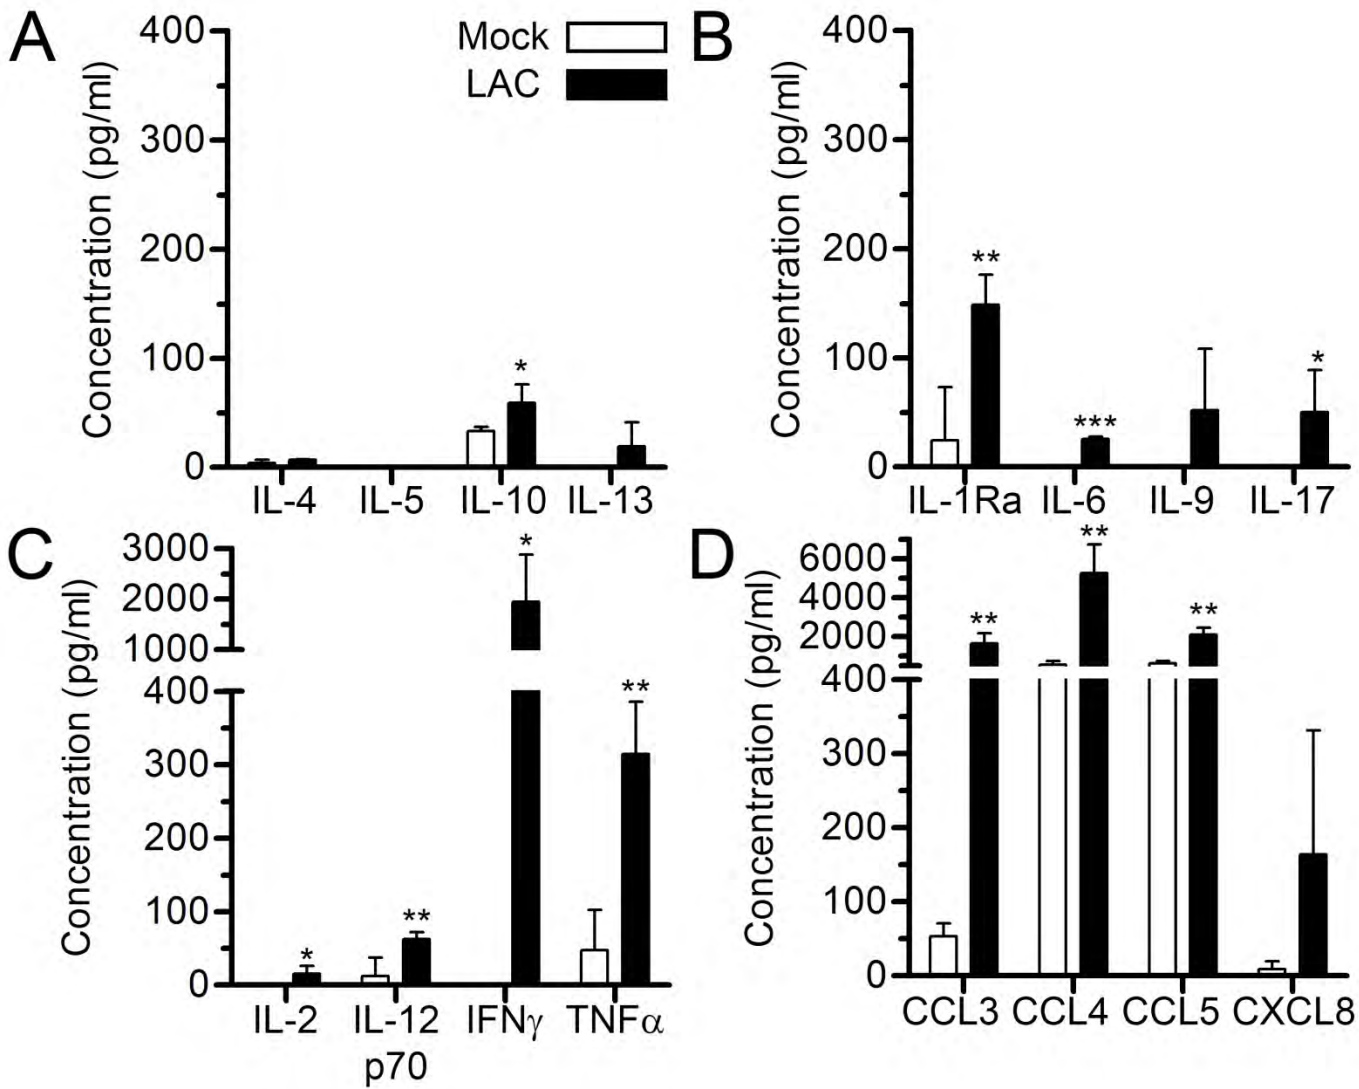 A
Mock
LAC
Concentration (pg/ml)
400
300
200
100
0
*
IL-4 IL-5 IL-10 IL-13
B
Concentration (pg/ml)
400
300
200
100
0
** *** *
IL-1Ra IL-6 IL-9 IL-17
C
Concentration (pg/ml)
3000
2000
1000
400
300
200
100
0
* ** * **
IL-2 IL-12 IFNγ TNFα
p70
D
Concentration (pg/ml)
6000
4000
2000
400
300
200
100
0
** ** **
CCL3 CCL4 CCL5 CXCL8